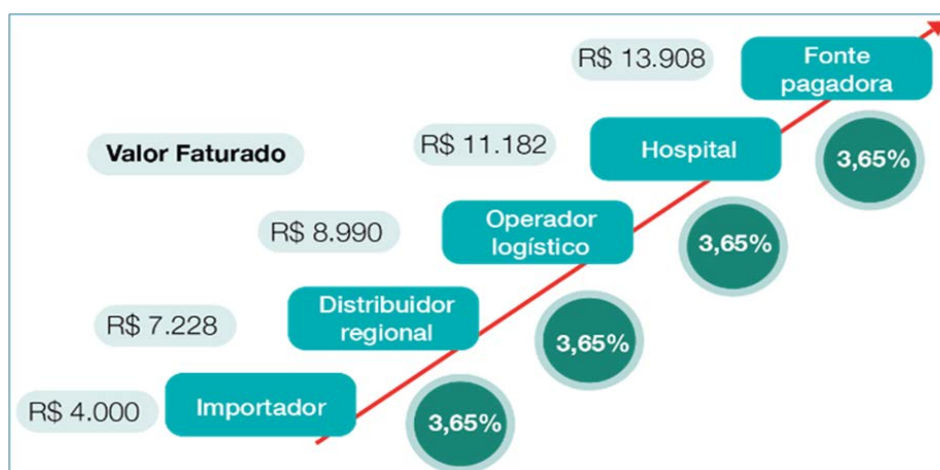 R$ 13.908
Fonte
pagadora
3,65%
Valor Faturado
R$ 11.182
Hospital
3,65%
R$ 8.990
Operador
logístico
3,65%
R$ 7.228
Distribuidor
regional
3,65%
R$ 4.000
Importador